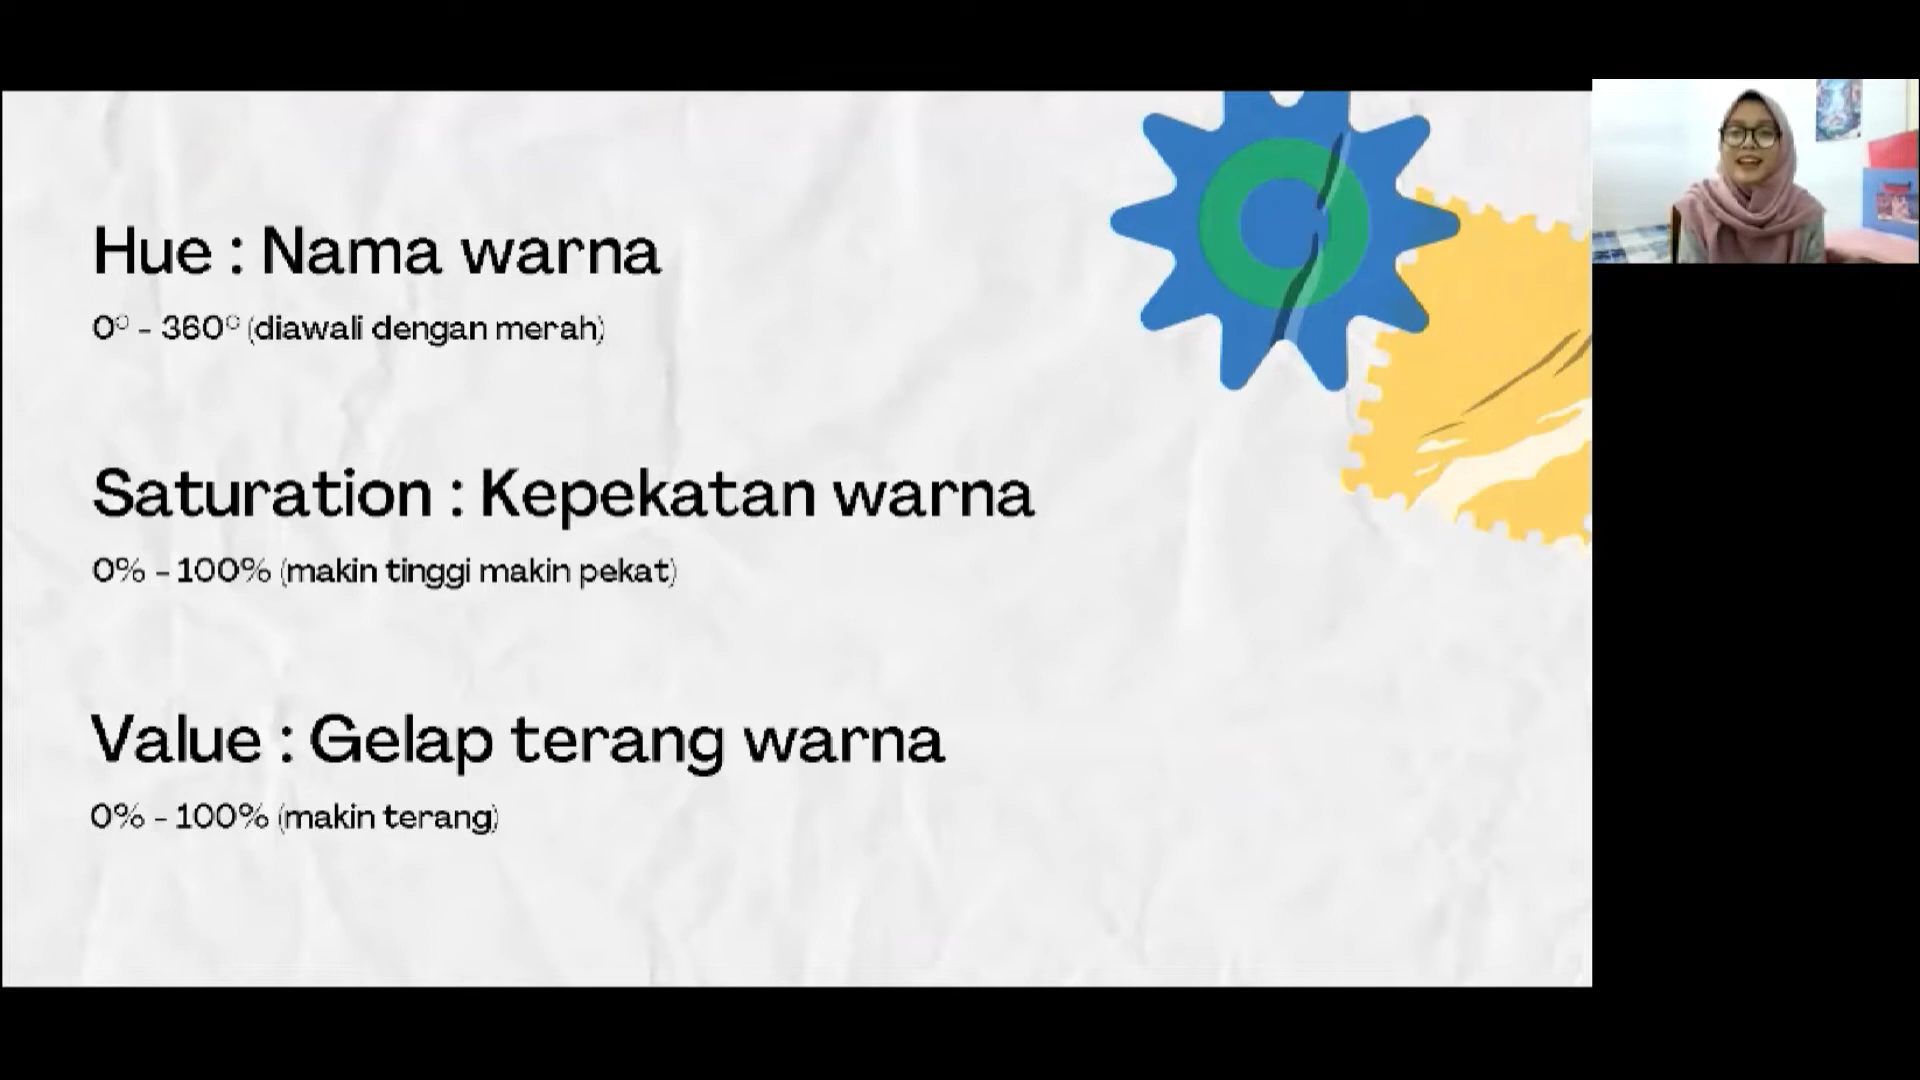 Hue : Nama warna
0° - 360° (diawali dengan merah)
Saturation : Kepekatan warna
0% - 100% (makin tinggi makin pekat)
Value : Gelap terang warna
0% - 100% (makin terang)